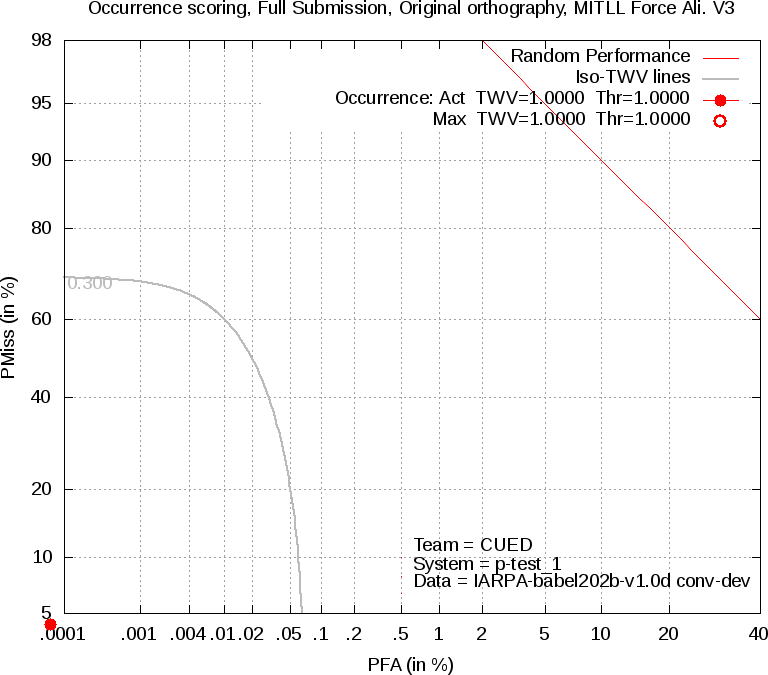 Occurrence scoring, Full Submission, Original orthography, MITLL Force Ali. V3
98
Random Performance
Iso-TWV lines
95
Occurrence: Act TWV=1.0000 Thr=1.0000
Max TWV=1.0000 Thr=1.0000
90
80
0.300
PMiss (in %)
60
40
20
10
Team = CUED
System = p-test_1
Data = IARPA-babel202b-v1.0d conv-dev
5
.0001 .001 .004 .01 .02 .05 .1 .2 .5 1 2 5 10 20 40
PFA (in %)